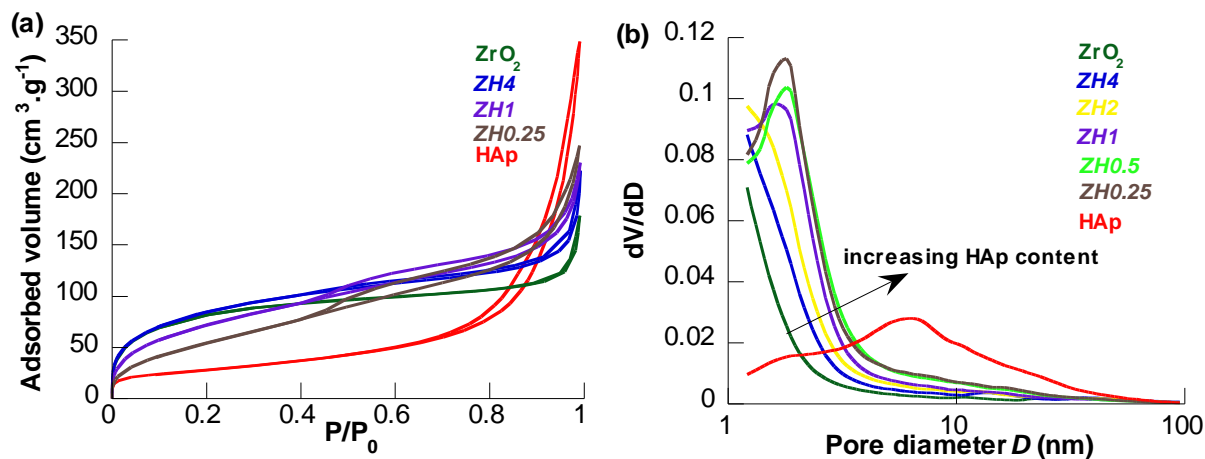 (a)
Adsorbed volume (cm³.g⁻¹)
350
300
250
200
150
100
50
0
0
0.2
0.4
0.6
0.8
1
P/P₀
ZrO₂
ZH4
ZH1
ZH0.25
HAp
(b)
dV/dD
0.12
0.1
0.08
0.06
0.04
0.02
0
1
10
100
Pore diameter D (nm)
ZrO₂
ZH4
ZH2
ZH1
ZH0.5
ZH0.25
HAp
increasing HAp content